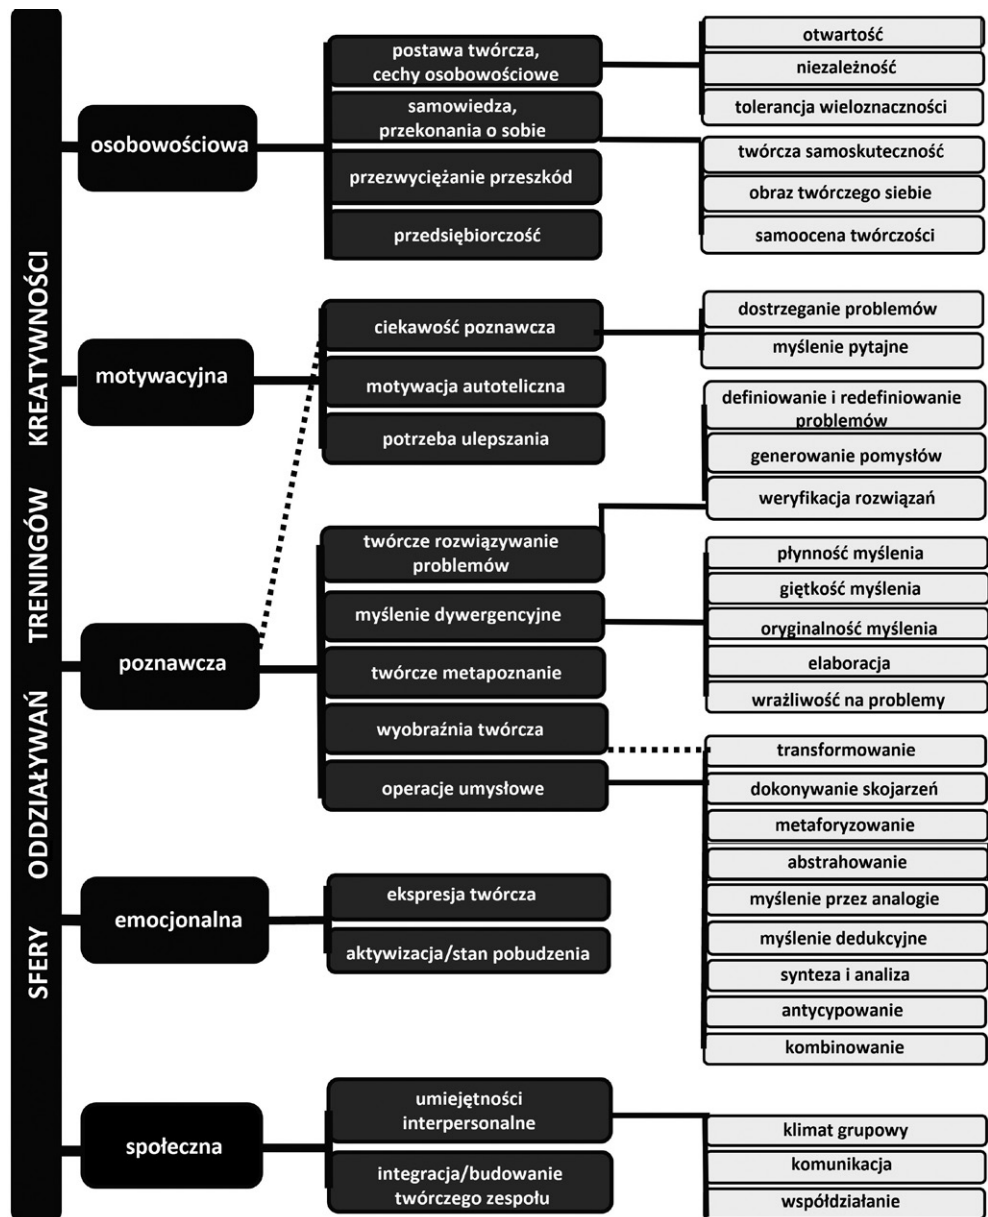 SFERY ODDZIAŁYWAŃ TRENINGÓW KREATYWNOŚCI
osobowościowa
postawa twórcza,
cechy osobowościowe
otwartość
niezależność
tolerancja wieloznaczności
samowiedza,
przekonania o sobie
twórcza samoskuteczność
obraz twórczego siebie
samoocena twórczości
przezwyciężanie przeszkód
przedsiębiorczość
motywacyjna
ciekawość poznawcza
dostrzeganie problemów
myślenie pytajne
motywacja autoteliczna
potrzeba ulepszania
poznawcza
twórcze rozwiązywanie
problemów
definiowanie i redefiniowanie
problemów
generowanie pomysłów
weryfikacja rozwiązań
myślenie dywergencyjne
płynność myślenia
giętkość myślenia
oryginalność myślenia
elaboracja
wrażliwość na problemy
twórcze metapoznanie
wyobraźnia twórcza
operacje umysłowe
transformowanie
dokonywanie skojarzeń
metaforyzowanie
abstrahowanie
myślenie przez analogie
myślenie dedukcyjne
synteza i analiza
antycypowanie
kombinowanie
emocjonalna
ekspresja twórcza
aktywizacja/stan pobudzenia
społeczna
umiejętności
interpersonalne
klimat grupowy
komunikacja
współdziałanie
integracja/budowanie
twórczego zespołu